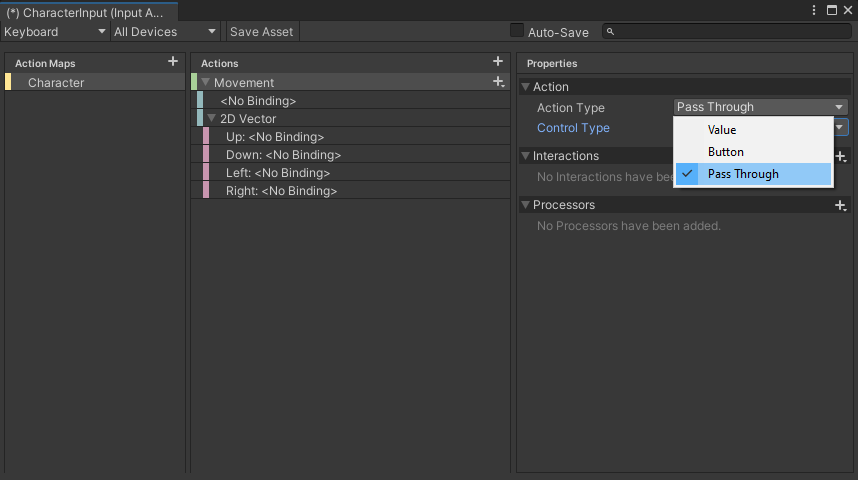 (*) CharacterInput (Input A...
Keyboard All Devices Save Asset Auto-Save
Action Maps
Character
Actions
Movement
<No Binding>
2D Vector
Up: <No Binding>
Down: <No Binding>
Left: <No Binding>
Right: <No Binding>
Properties
Action
Action Type Pass Through
Control Type
Value
Button
Pass Through
Interactions
No Interactions have
Processors
No Processors have been added.